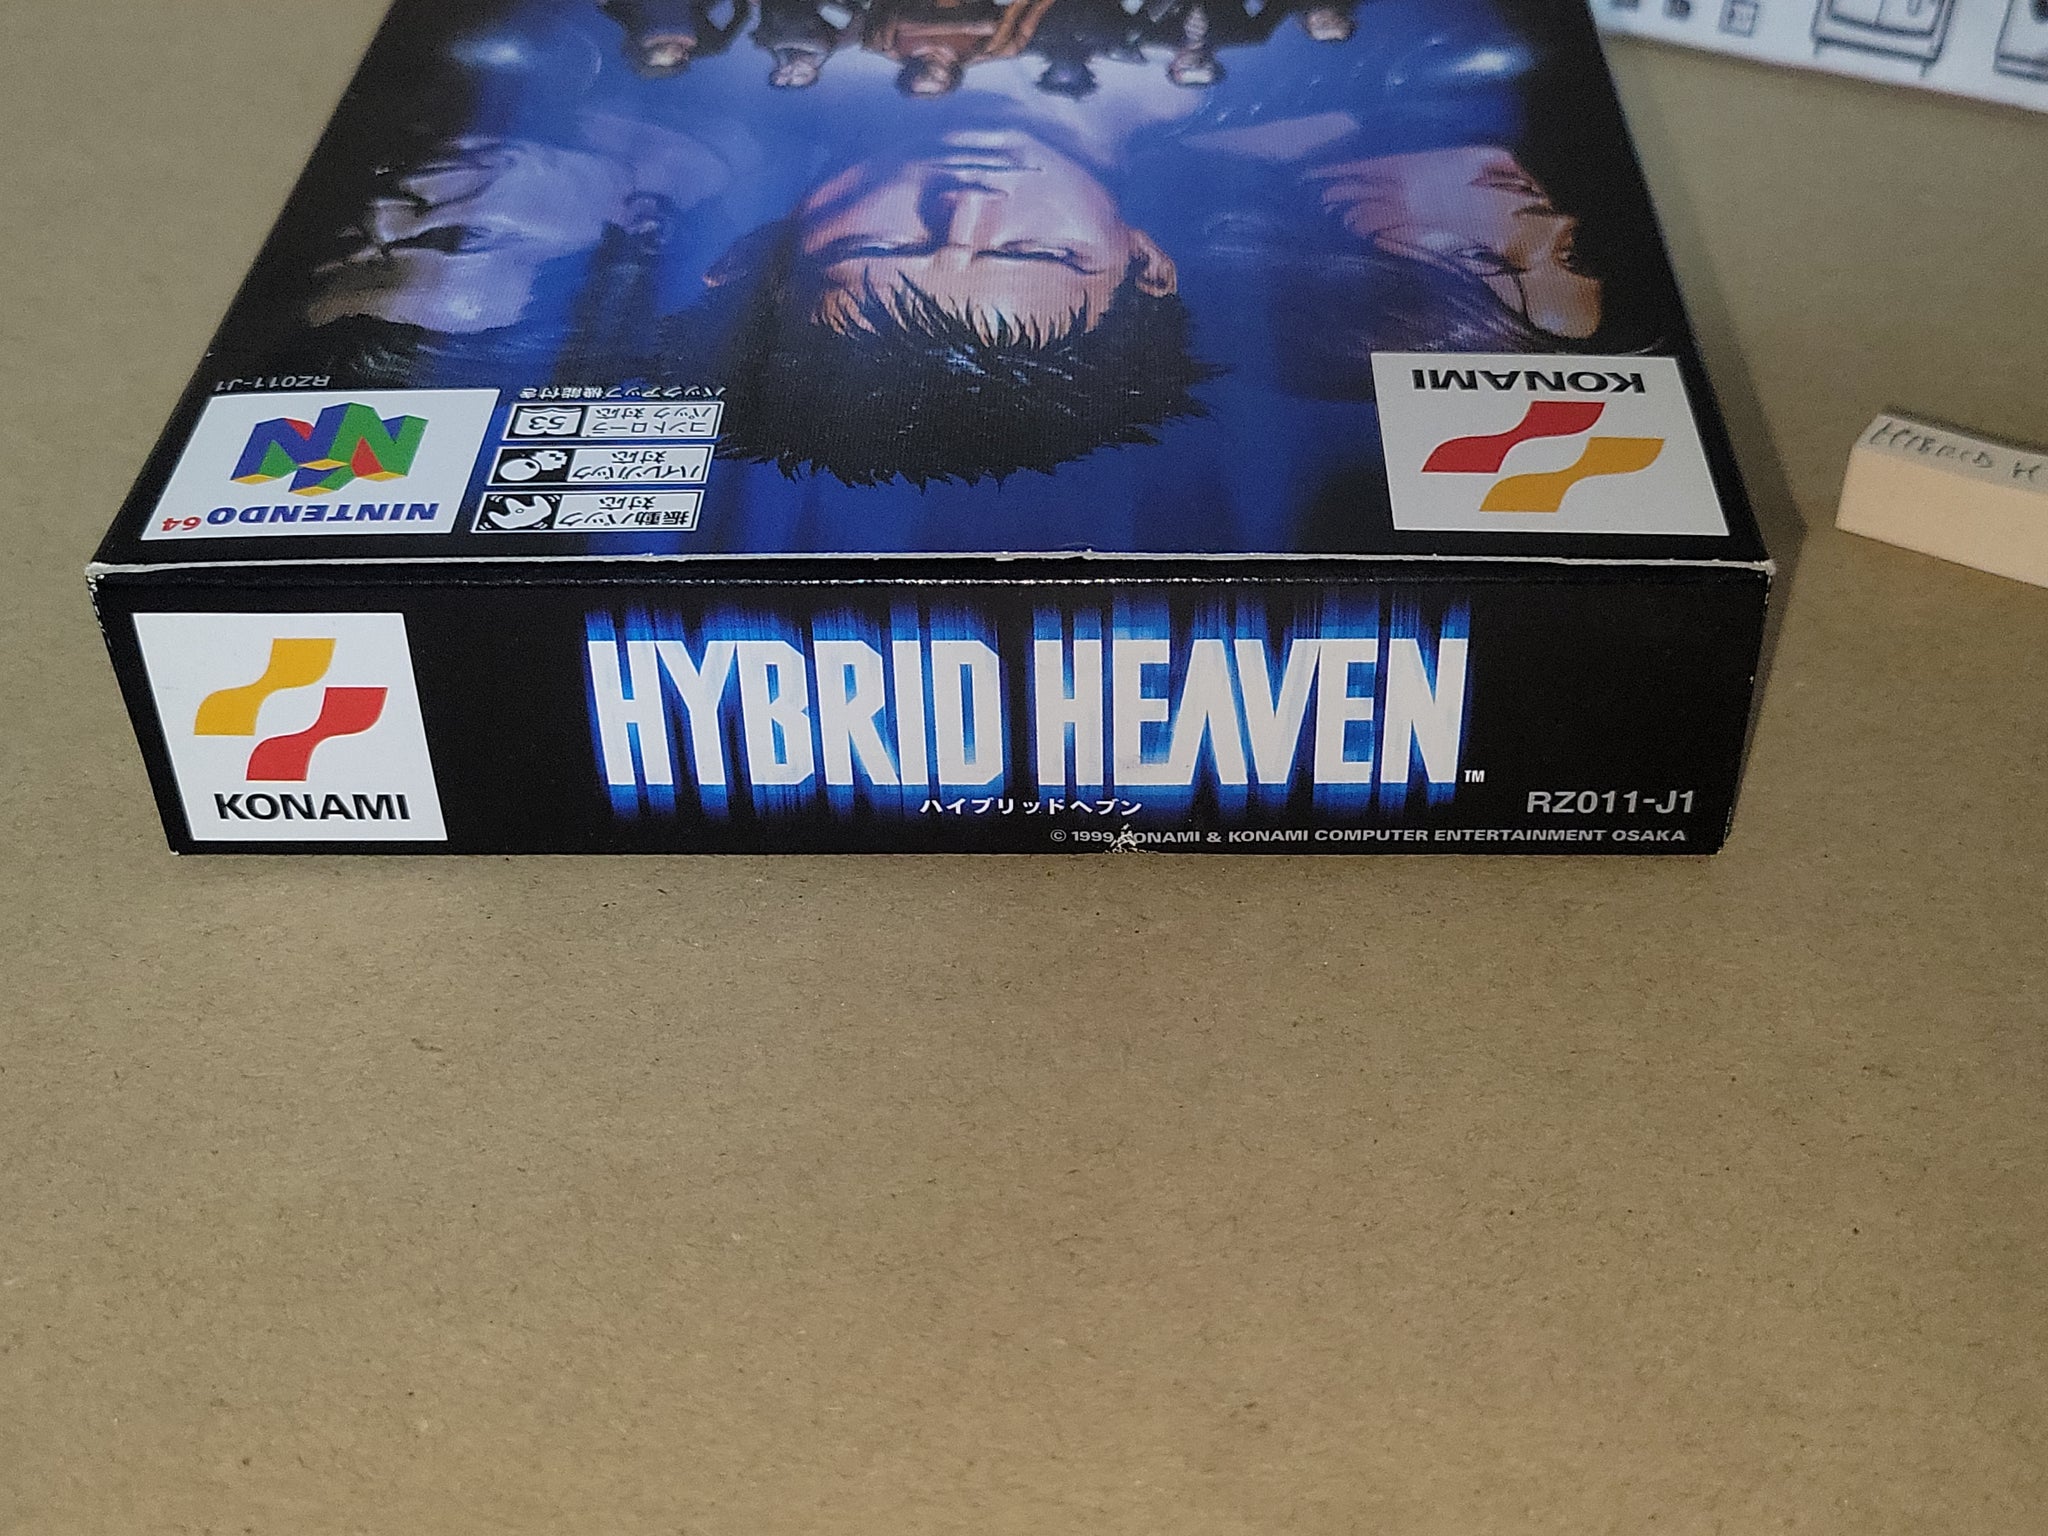 RZ011-J1
NINTENDO 64
バックアップ機能付き
コントローラ
パック対応
53
ハイレゾパック
対応
振動パック
対応
KONAMI
KONAMI
HYBRID HEAVEN™
ハイブリッドヘブン
RZ011-J1
© 1999 KONAMI & KONAMI COMPUTER ENTERTAINMENT OSAKA
HYBRID H